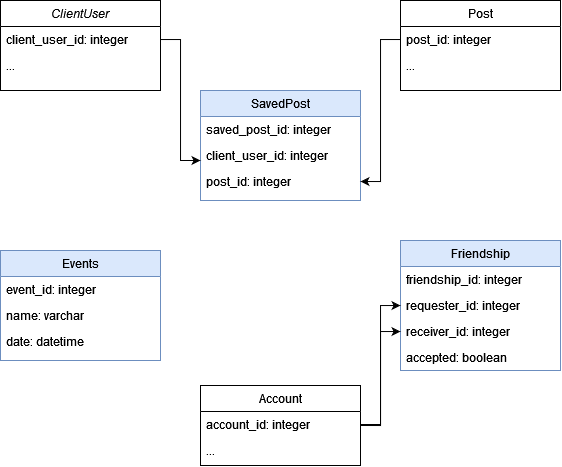 ClientUser
client_user_id: integer
...
Post
post_id: integer
...
SavedPost
saved_post_id: integer
client_user_id: integer
post_id: integer
Events
event_id: integer
name: varchar
date: datetime
Friendship
friendship_id: integer
requester_id: integer
receiver_id: integer
accepted: boolean
Account
account_id: integer
...